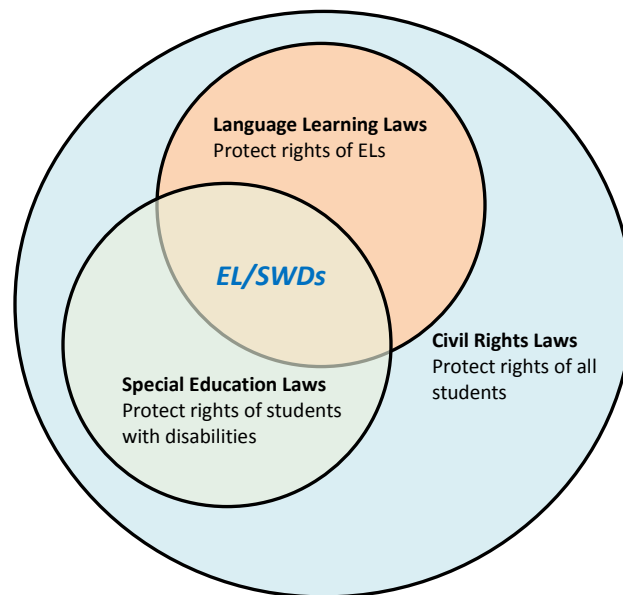 Language Learning Laws
Protect rights of ELs
EL/SWDs
Civil Rights Laws
Protect rights of all
students
Special Education Laws
Protect rights of students
with disabilities